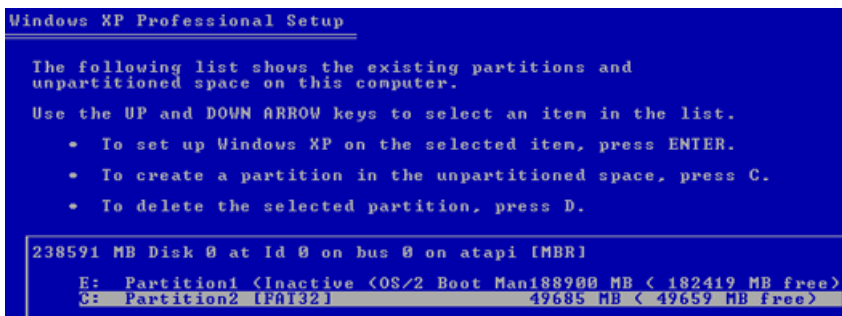 Windows XP Professional Setup
The following list shows the existing partitions and
unpartitioned space on this computer.
Use the UP and DOWN ARROW keys to select an item in the list.
• To set up Windows XP on the selected item, press ENTER.
• To create a partition in the unpartitioned space, press C.
• To delete the selected partition, press D.
238591 MB Disk 0 at Id 0 on bus 0 on atapi [MBR]
E: Partition1 (Inactive (OS/2 Boot Man188900 MB ( 182419 MB free)
C: Partition2 [FAT32] 49685 MB ( 49659 MB free)